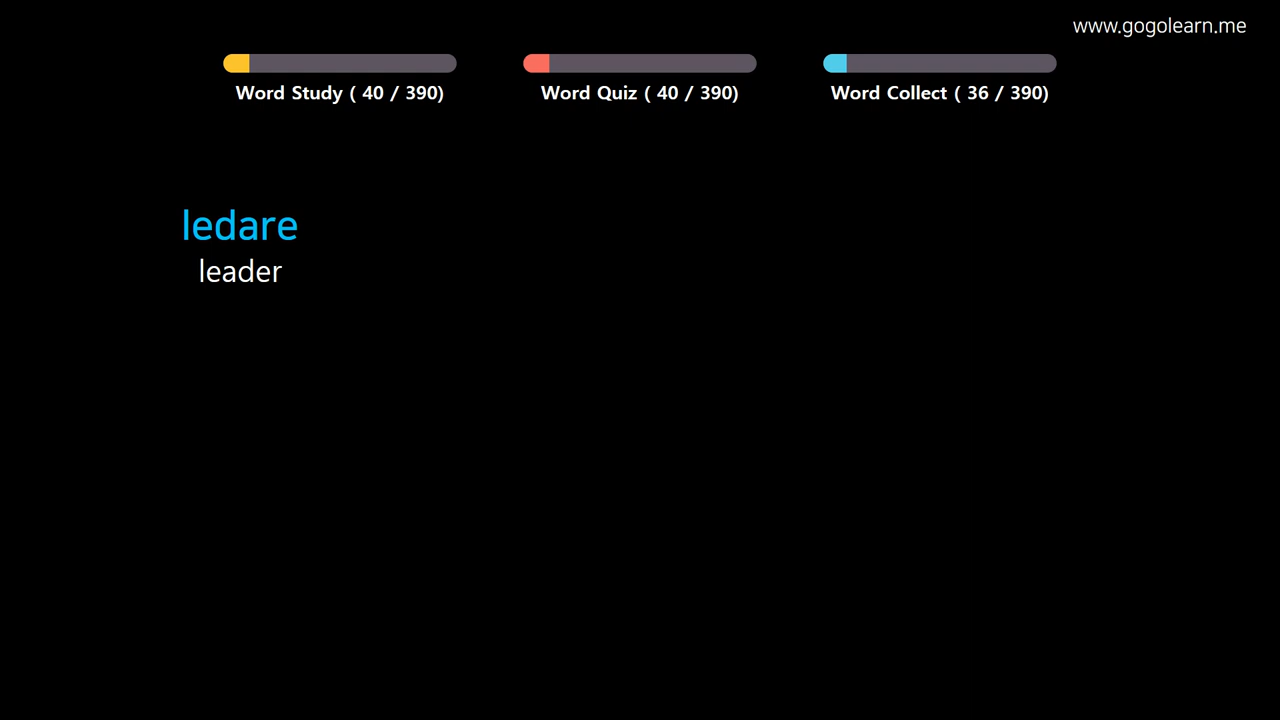 www.gogolearn.me
Word Study ( 40 / 390)
Word Quiz ( 40 / 390)
Word Collect ( 36 / 390)
ledare
leader